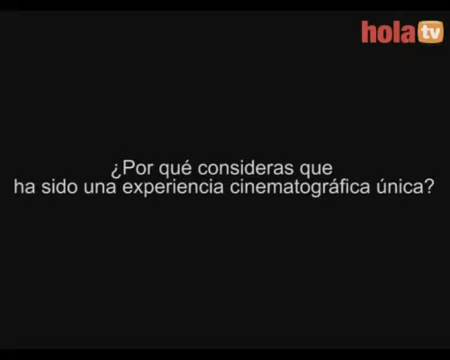 hola tv
¿Por qué consideras que
ha sido una experiencia cinematográfica única?